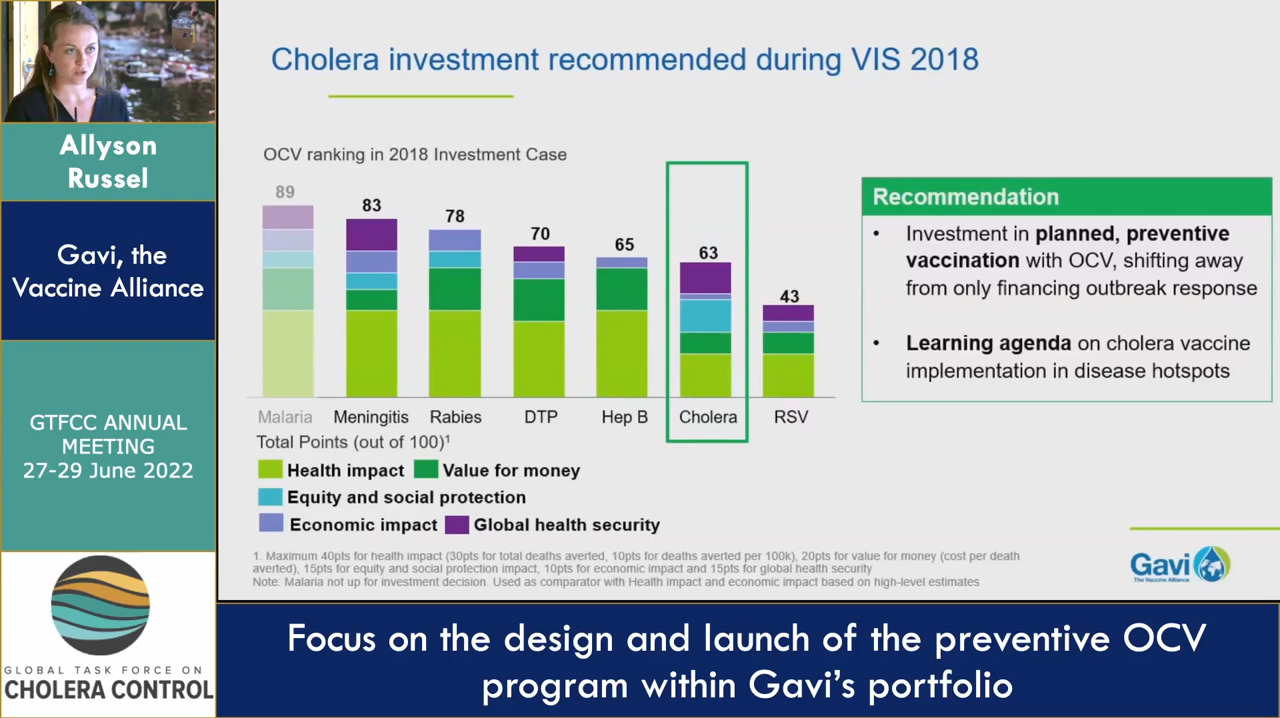 Allyson
Russel
Gavi, the
Vaccine Alliance
GTFCC ANNUAL
MEETING
27-29 June 2022
GLOBAL TASK FORCE ON
CHOLERA CONTROL
Cholera investment recommended during VIS 2018
OCV ranking in 2018 Investment Case
89
83
78
70
65
63
43
Malaria Meningitis Rabies DTP Hep B Cholera RSV
Total Points (out of 100)¹
Health impact Value for money
Equity and social protection
Economic impact Global health security
Recommendation
• Investment in planned, preventive
vaccination with OCV, shifting away
from only financing outbreak response
• Learning agenda on cholera vaccine
implementation in disease hotspots
1. Maximum 40pts for health impact (30pts for total deaths averted, 10pts for deaths averted per 100k), 20pts for value for money (cost per death
averted), 15pts for equity and social protection impact, 10pts for economic impact and 15pts for global health security
Note: Malaria not up for investment decision. Used as comparator with Health impact and economic impact based on high-level estimates
Gavi
The Vaccine Alliance
Focus on the design and launch of the preventive OCV
program within Gavi's portfolio